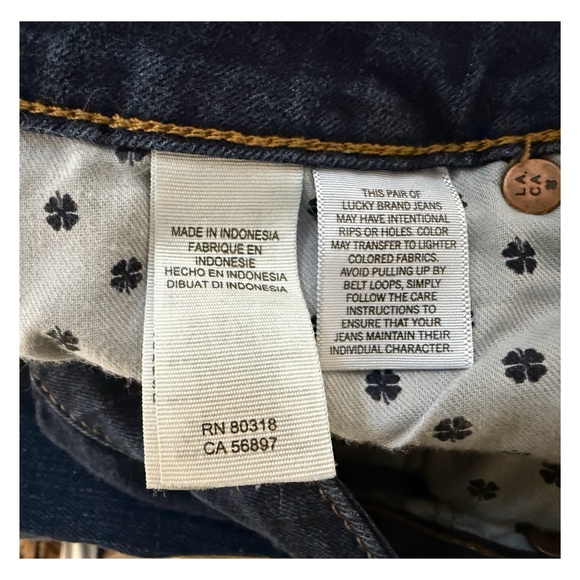 MADE IN INDONESIA
FABRIQUE EN
INDONESIE
HECHO EN INDONESIA
DIBUAT DI INDONESIA
RN 80318
CA 56897
THIS PAIR OF
LUCKY BRAND JEANS
MAY HAVE INTENTIONAL
RIPS OR HOLES. COLOR
MAY TRANSFER TO LIGHTER
COLORED FABRICS.
AVOID PULLING UP BY
BELT LOOPS, SIMPLY
FOLLOW THE CARE
INSTRUCTIONS TO
ENSURE THAT YOUR
JEANS MAINTAIN THEIR
INDIVIDUAL CHARACTER.
L.A.
CA